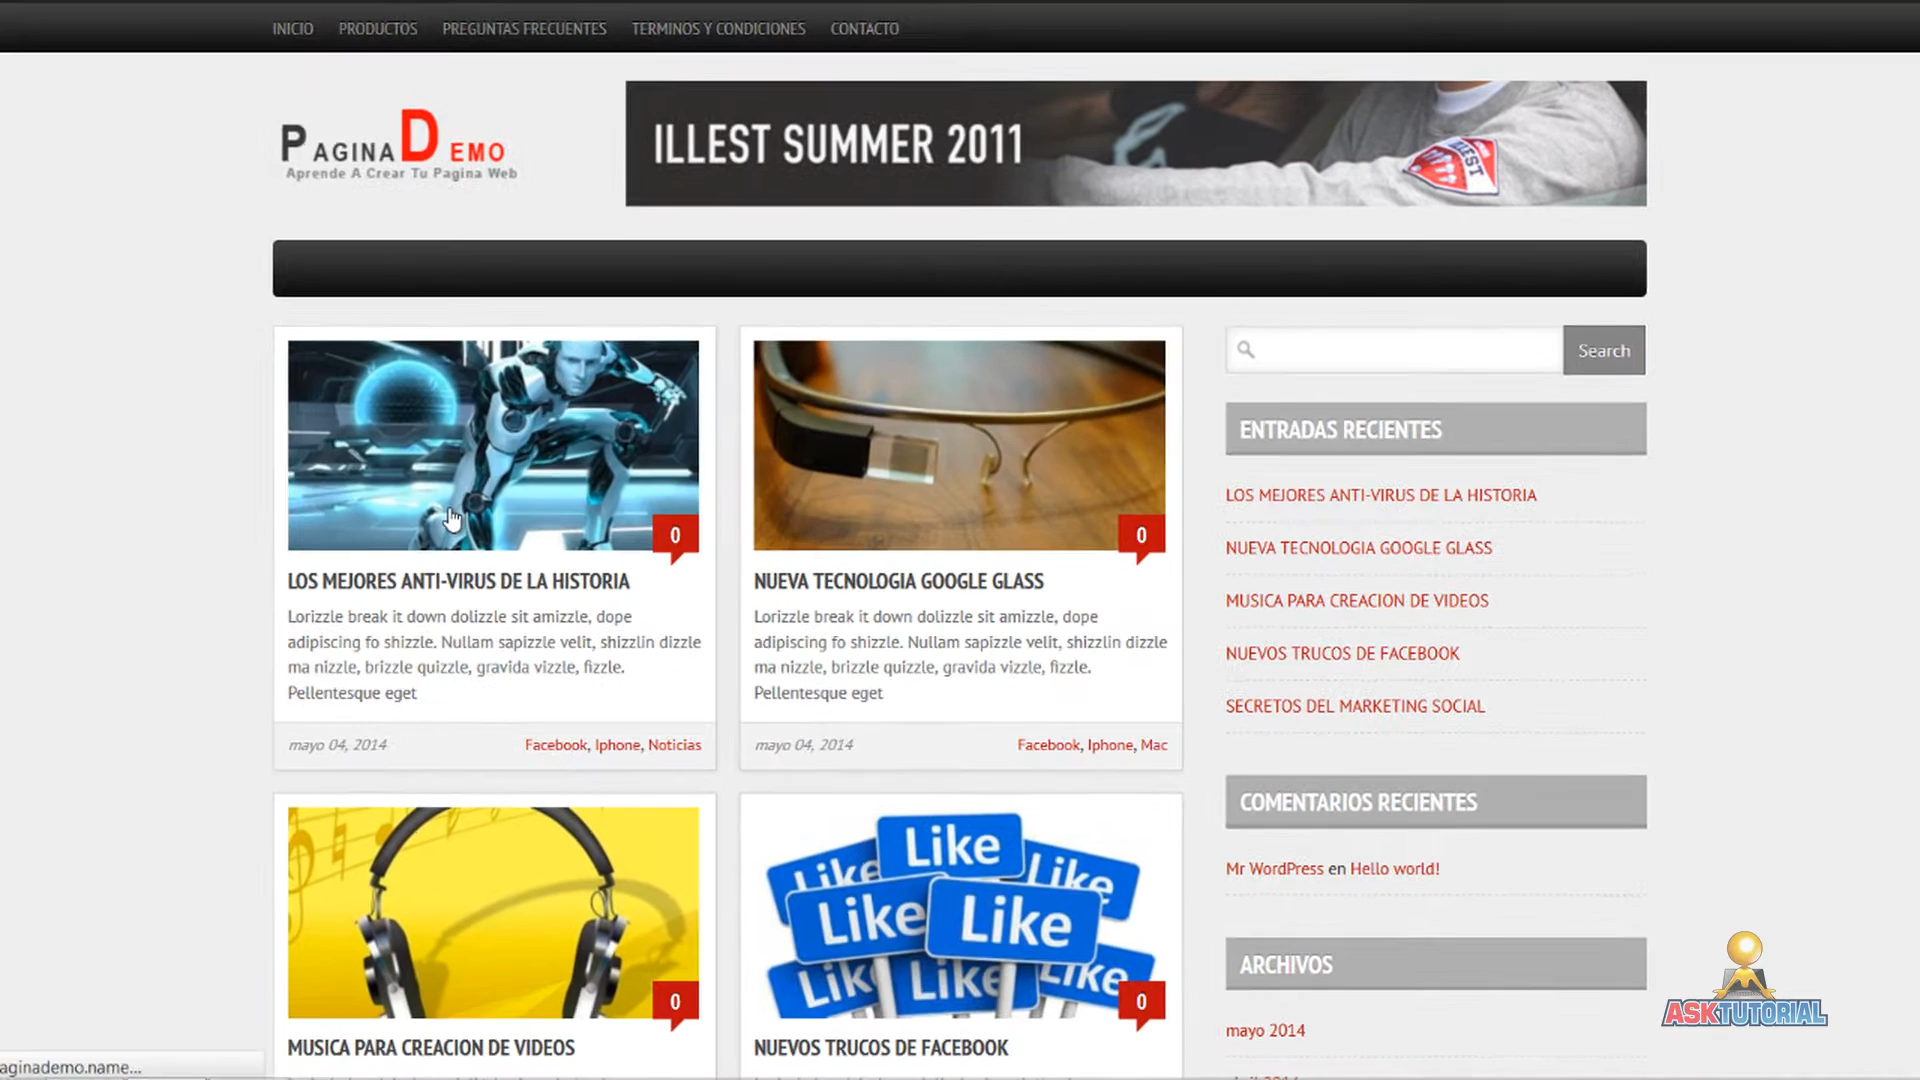 INICIO PRODUCTOS PREGUNTAS FRECUENTES TERMINOS Y CONDICIONES CONTACTO
PAGINA DEMO
Aprende A Crear Tu Pagina Web
ILLEST SUMMER 2011
ILLEST
Search
ENTRADAS RECIENTES
LOS MEJORES ANTI-VIRUS DE LA HISTORIA
NUEVA TECNOLOGIA GOOGLE GLASS
MUSICA PARA CREACION DE VIDEOS
NUEVOS TRUCOS DE FACEBOOK
SECRETOS DEL MARKETING SOCIAL
COMENTARIOS RECIENTES
Mr WordPress en Hello world!
ARCHIVOS
mayo 2014
0
LOS MEJORES ANTI-VIRUS DE LA HISTORIA
Lorizzle break it down dolizzle sit amizzle, dope
adipiscing fo shizzle. Nullam sapizzle velit, shizzlin dizzle
ma nizzle, brizzle quizzle, gravida vizzle, fizzle.
Pellentesque eget
mayo 04, 2014 Facebook, Iphone, Noticias
0
NUEVA TECNOLOGIA GOOGLE GLASS
Lorizzle break it down dolizzle sit amizzle, dope
adipiscing fo shizzle. Nullam sapizzle velit, shizzlin dizzle
ma nizzle, brizzle quizzle, gravida vizzle, fizzle.
Pellentesque eget
mayo 04, 2014 Facebook, Iphone, Mac
0
MUSICA PARA CREACION DE VIDEOS
Like
Like Like
Like Like
Like Like Like
0
NUEVOS TRUCOS DE FACEBOOK
ASKTUTORIAL
aginademo.name...